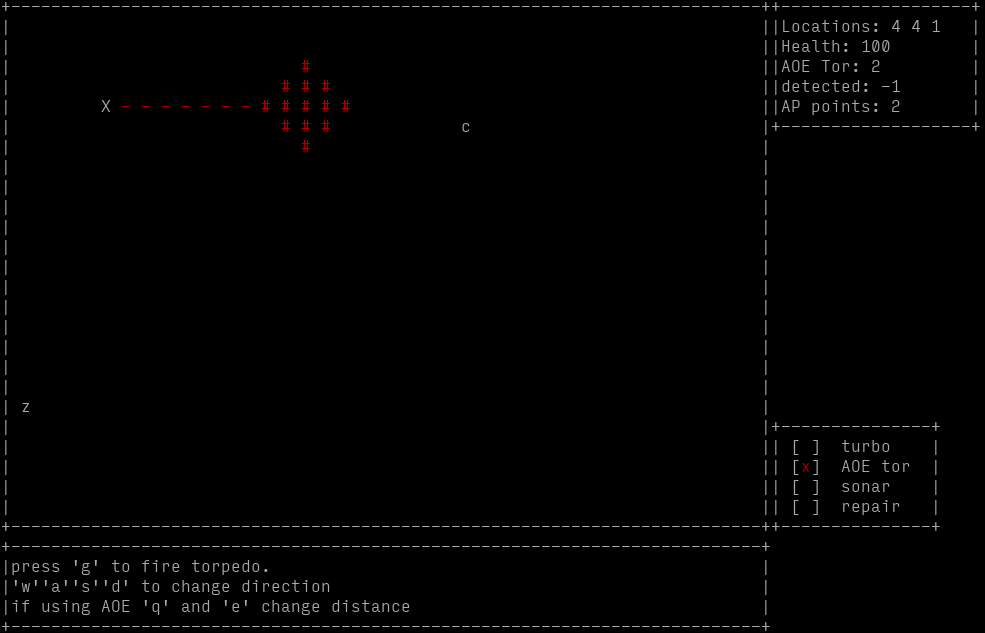 Locations: 4 4 1
Health: 100
#
AOE Tor: 2
# # #
detected: -1
X - - - - - - - # # # # #
AP points: 2
# # #
c
#
z
[ ] turbo
[x] AOE tor
[ ] sonar
[ ] repair
press 'g' to fire torpedo.
'w''a''s''d' to change direction
if using AOE 'q' and 'e' change distance